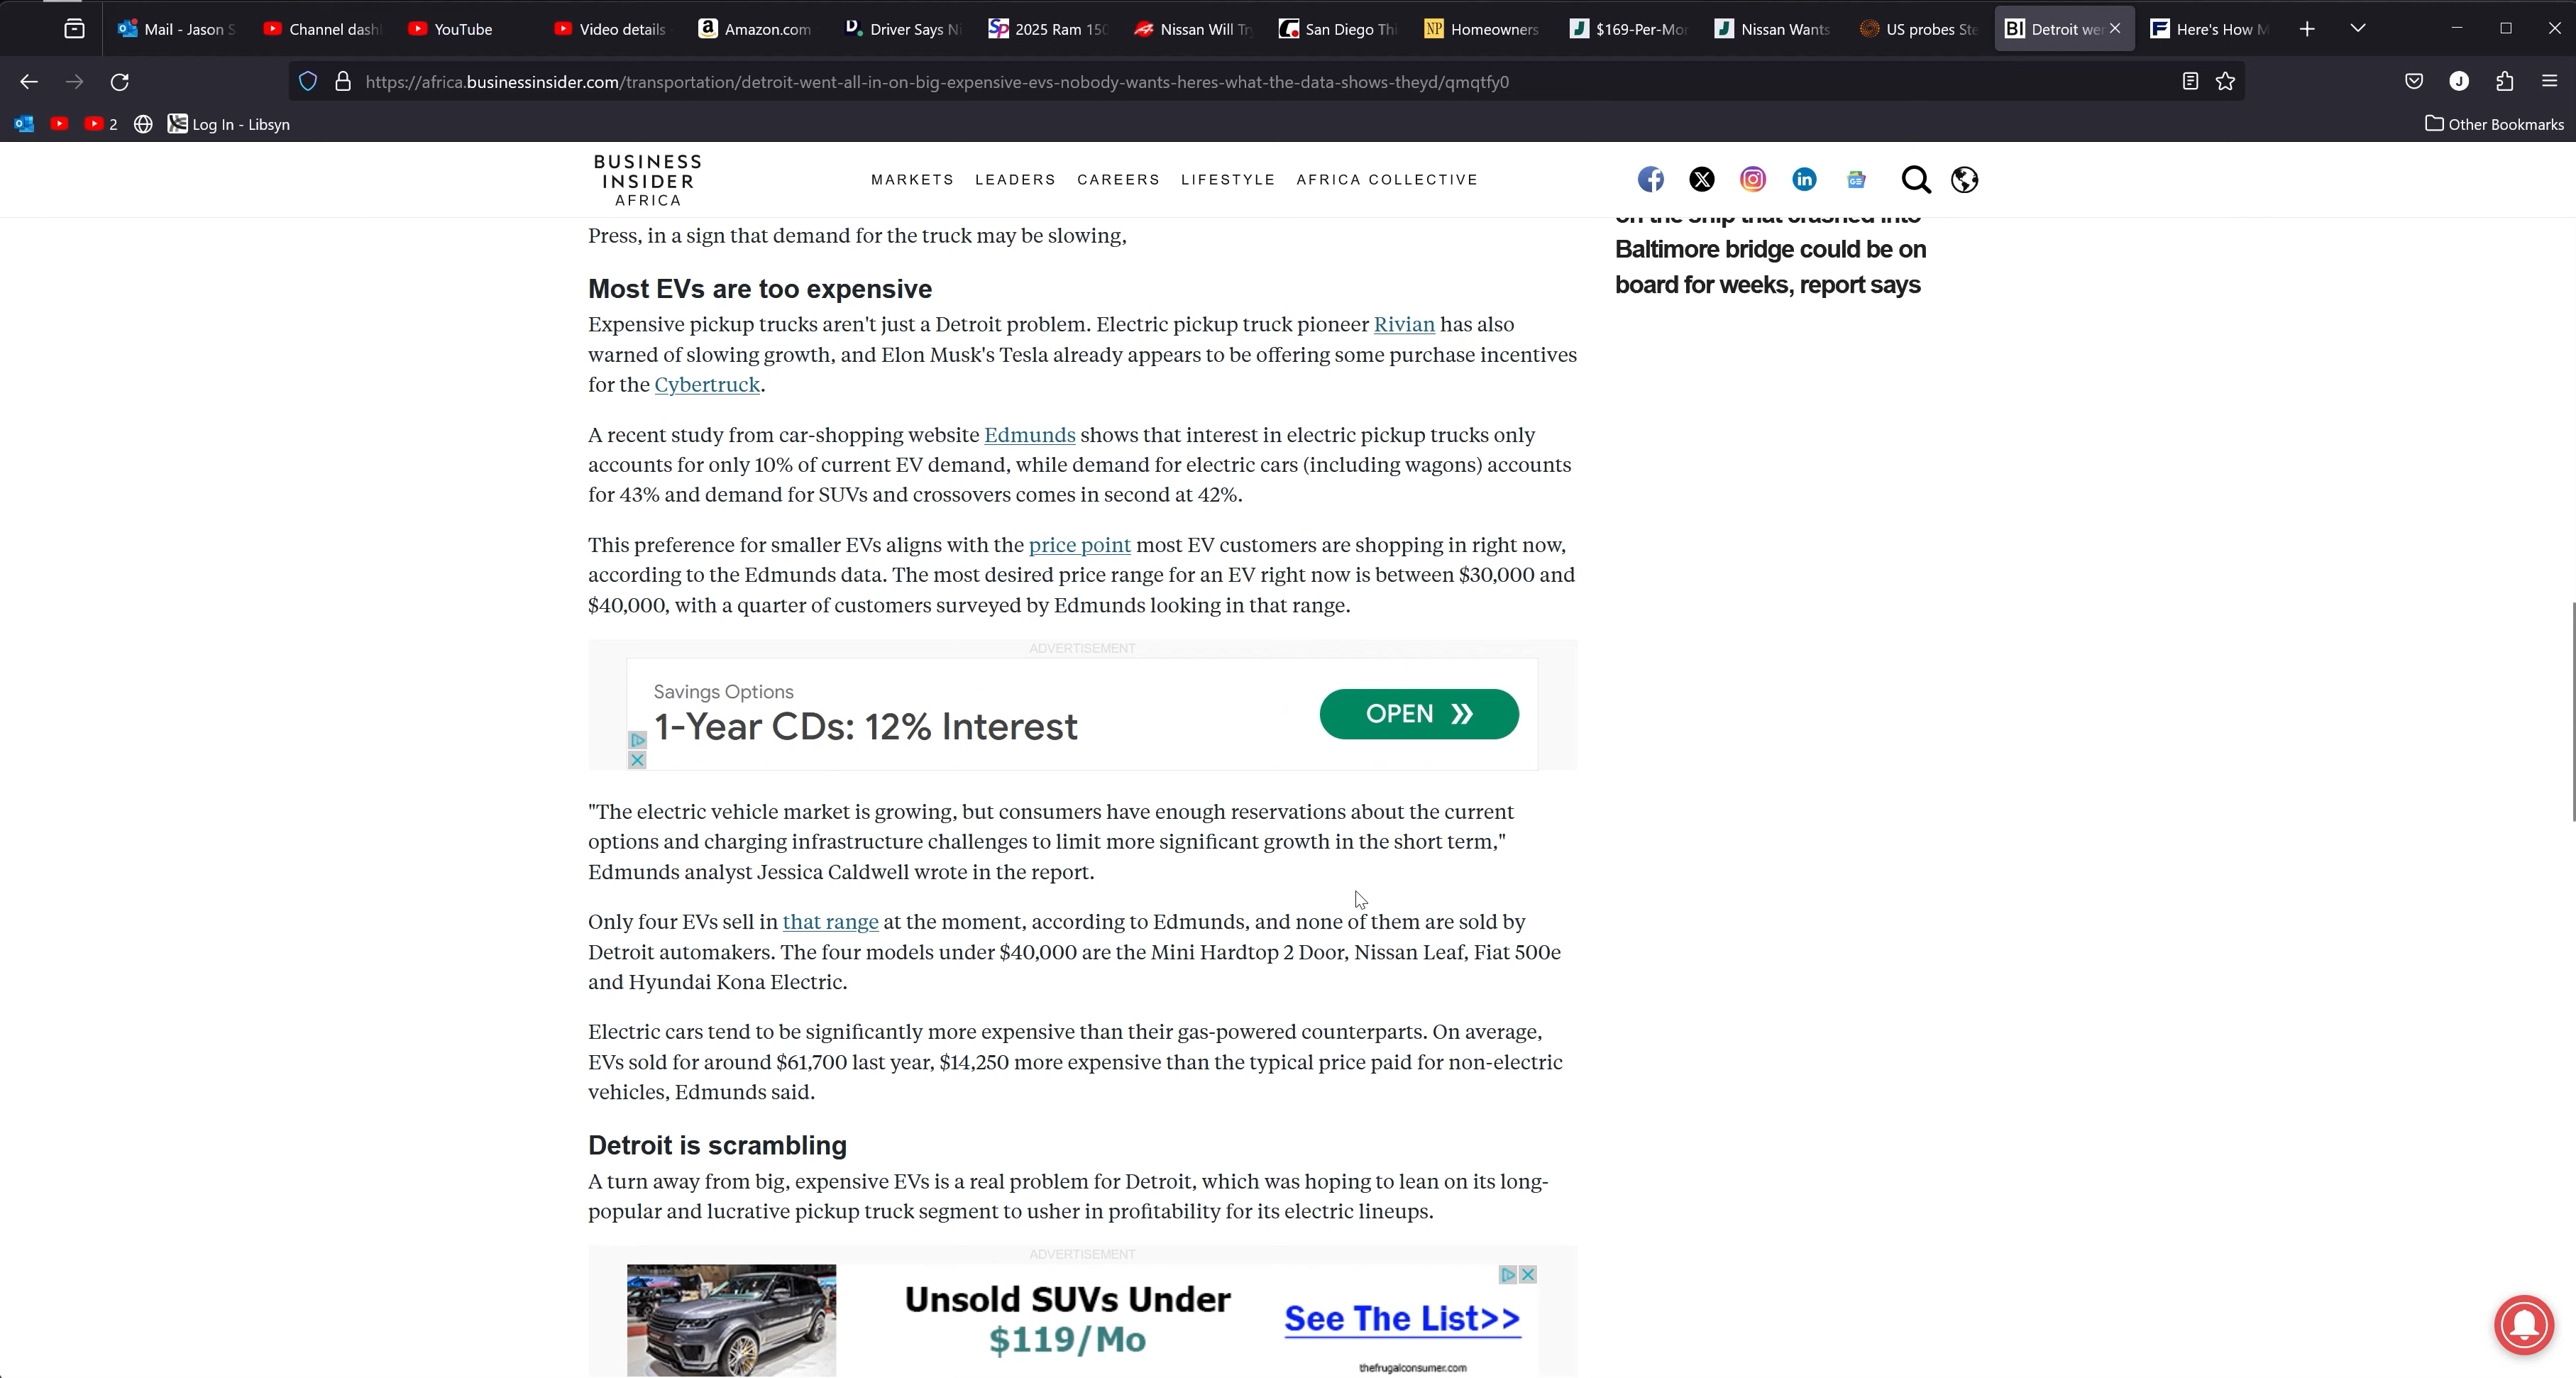 Mail - Jason S
Channel dash
YouTube
Video details
Amazon.com
Driver Says Ni
2025 Ram 150
Nissan Will Tr
San Diego Thi
Homeowners
$169-Per-Mor
Nissan Wants
US probes Ste
Detroit wer
Here's How M
https://africa.businessinsider.com/transportation/detroit-went-all-in-on-big-expensive-evs-nobody-wants-heres-what-the-data-shows-theyd/qmqtfy0
2
Log In - Libsyn
Other Bookmarks
BUSINESS
INSIDER
AFRICA
MARKETS LEADERS CAREERS LIFESTYLE AFRICA COLLECTIVE
on the ship that crashed into
Baltimore bridge could be on
board for weeks, report says
Press, in a sign that demand for the truck may be slowing,
Most EVs are too expensive
Expensive pickup trucks aren't just a Detroit problem. Electric pickup truck pioneer Rivian has also
warned of slowing growth, and Elon Musk's Tesla already appears to be offering some purchase incentives
for the Cybertruck.
A recent study from car-shopping website Edmunds shows that interest in electric pickup trucks only
accounts for only 10% of current EV demand, while demand for electric cars (including wagons) accounts
for 43% and demand for SUVs and crossovers comes in second at 42%.
This preference for smaller EVs aligns with the price point most EV customers are shopping in right now,
according to the Edmunds data. The most desired price range for an EV right now is between $30,000 and
$40,000, with a quarter of customers surveyed by Edmunds looking in that range.
ADVERTISEMENT
Savings Options
1-Year CDs: 12% Interest
OPEN
"The electric vehicle market is growing, but consumers have enough reservations about the current
options and charging infrastructure challenges to limit more significant growth in the short term,"
Edmunds analyst Jessica Caldwell wrote in the report.
Only four EVs sell in that range at the moment, according to Edmunds, and none of them are sold by
Detroit automakers. The four models under $40,000 are the Mini Hardtop 2 Door, Nissan Leaf, Fiat 500e
and Hyundai Kona Electric.
Electric cars tend to be significantly more expensive than their gas-powered counterparts. On average,
EVs sold for around $61,700 last year, $14,250 more expensive than the typical price paid for non-electric
vehicles, Edmunds said.
Detroit is scrambling
A turn away from big, expensive EVs is a real problem for Detroit, which was hoping to lean on its long-
popular and lucrative pickup truck segment to usher in profitability for its electric lineups.
ADVERTISEMENT
Unsold SUVs Under
$119/Mo
See The List>>
thefrugalconsumer.com